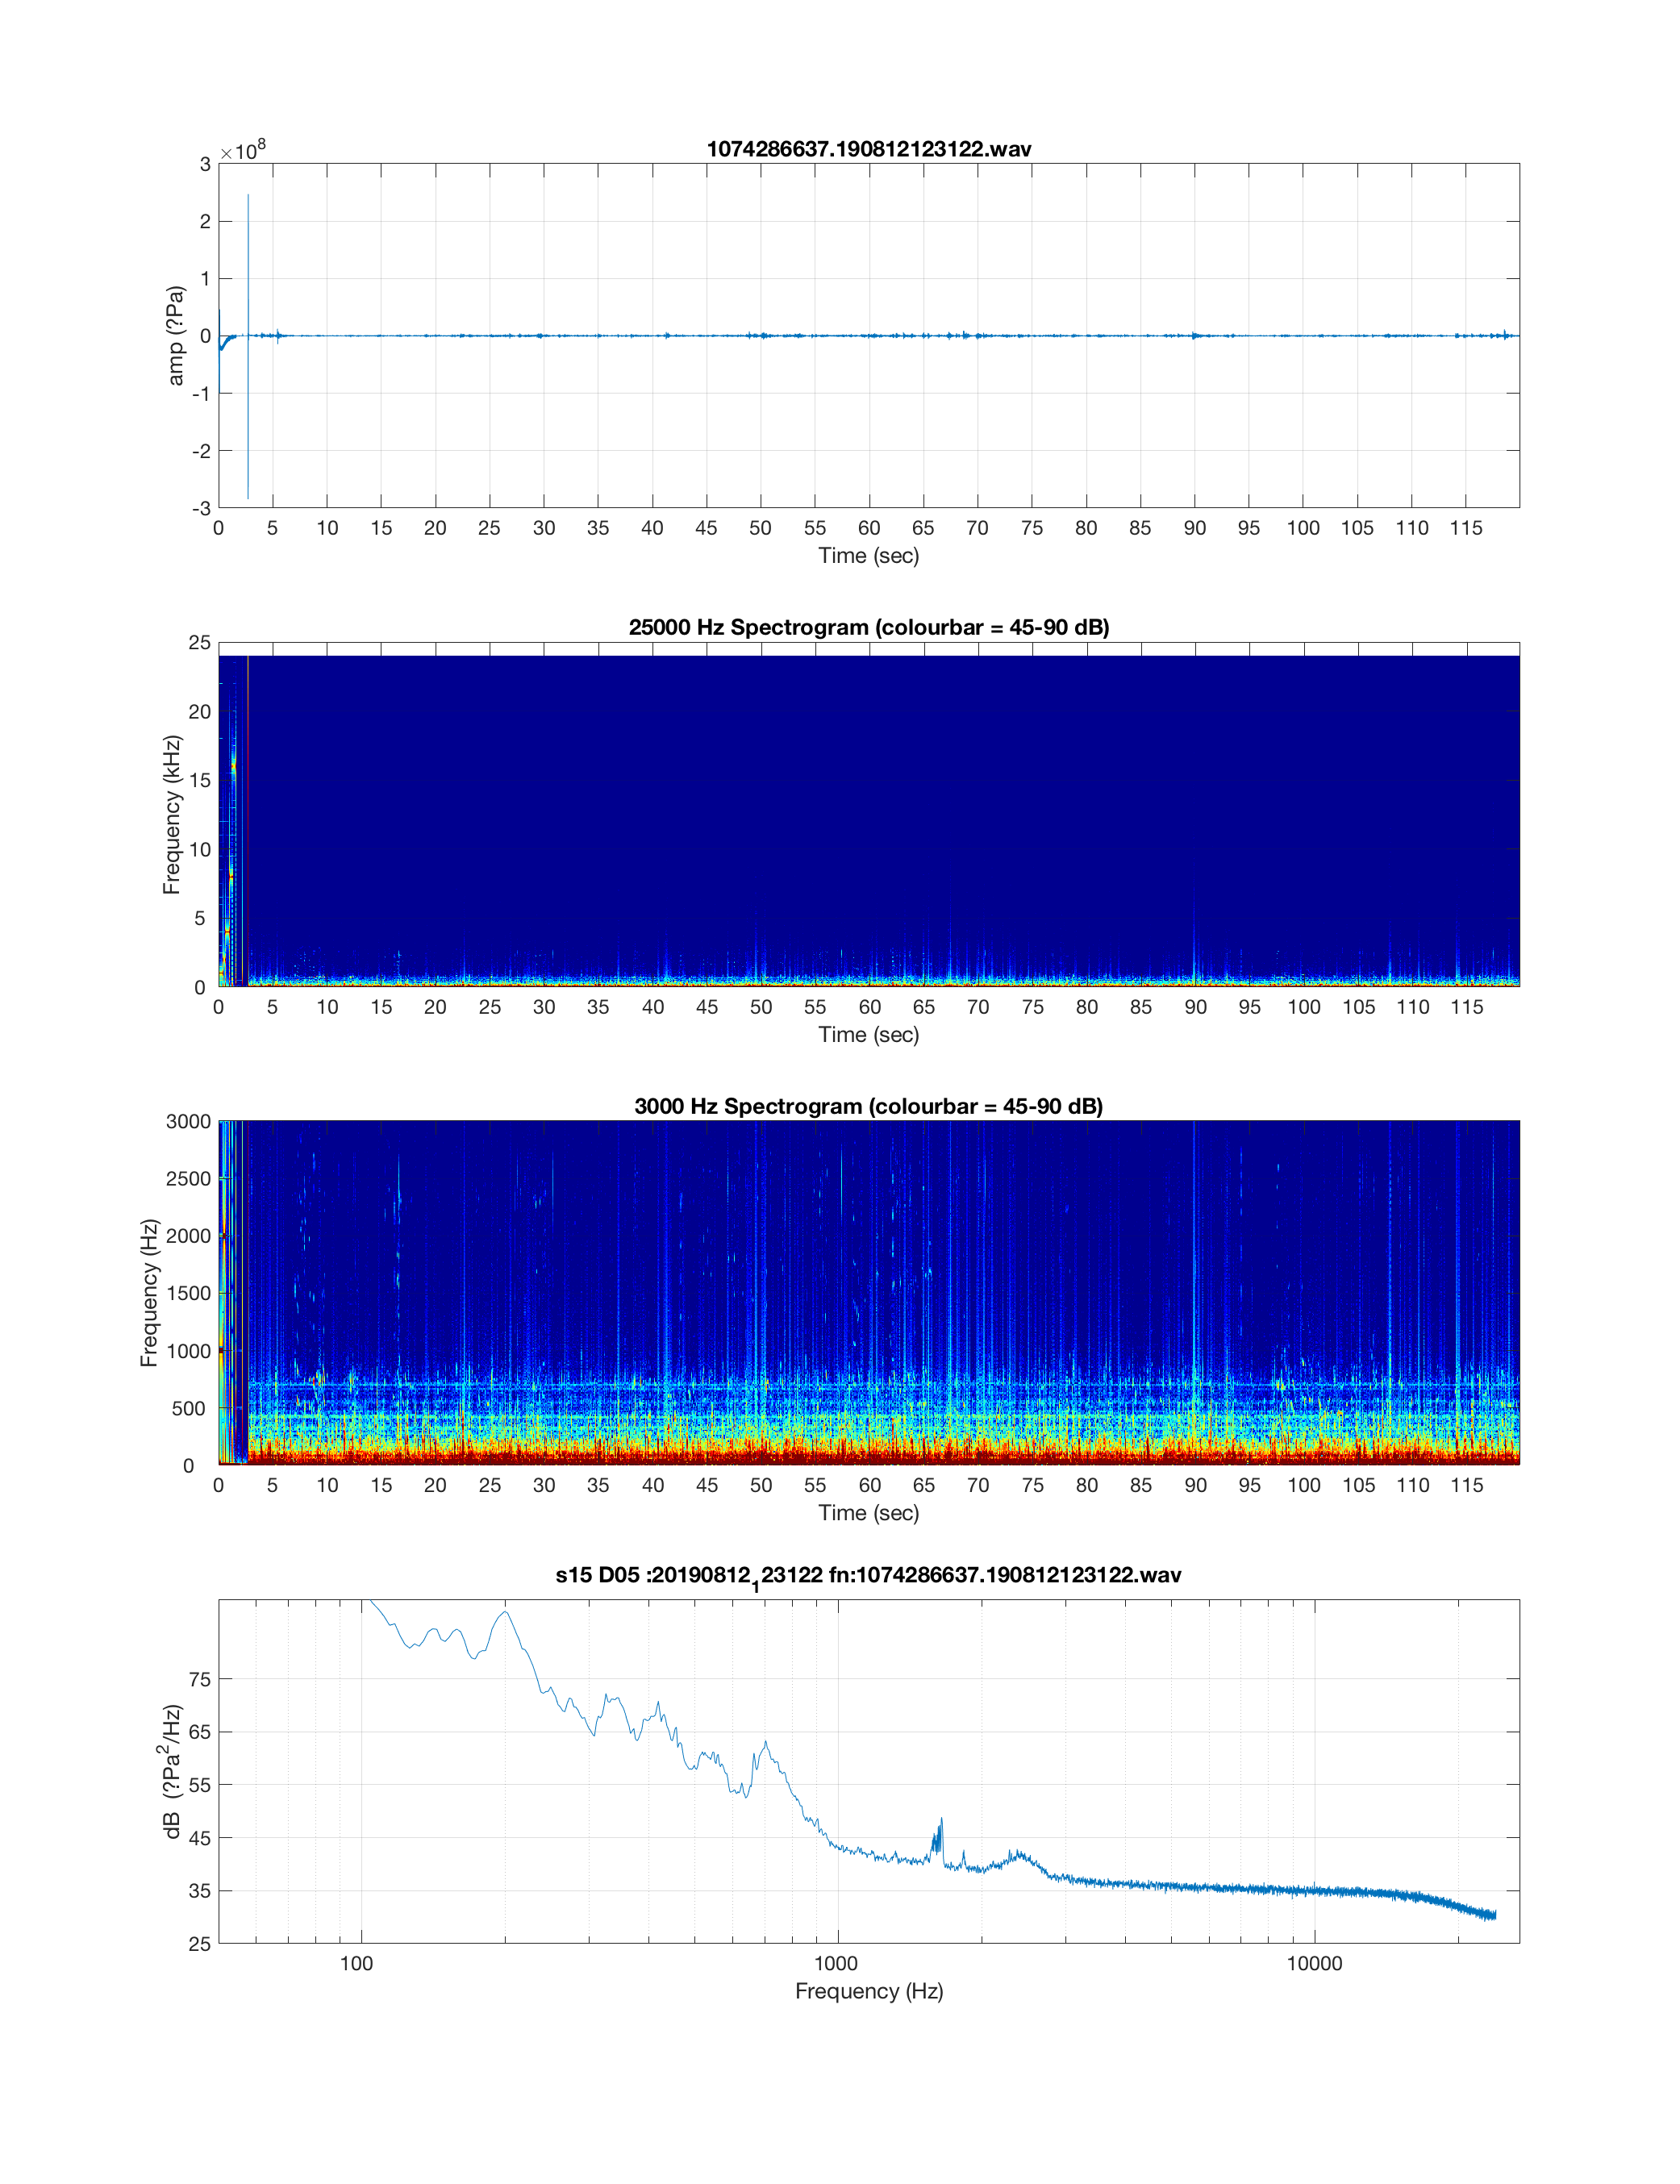 1074286637.190812123122.wav
×10⁸
3
2
1
0
-1
-2
-3
amp (?Pa)
0 5 10 15 20 25 30 35 40 45 50 55 60 65 70 75 80 85 90 95 100 105 110 115
Time (sec)
25000 Hz Spectrogram (colourbar = 45-90 dB)
25
20
15
10
5
0
Frequency (kHz)
0 5 10 15 20 25 30 35 40 45 50 55 60 65 70 75 80 85 90 95 100 105 110 115
Time (sec)
3000 Hz Spectrogram (colourbar = 45-90 dB)
3000
2500
2000
1500
1000
500
0
Frequency (Hz)
0 5 10 15 20 25 30 35 40 45 50 55 60 65 70 75 80 85 90 95 100 105 110 115
Time (sec)
s15 D05 :20190812₁23122 fn:1074286637.190812123122.wav
75
65
55
45
35
25
dB (?Pa²/Hz)
100 1000 10000
Frequency (Hz)